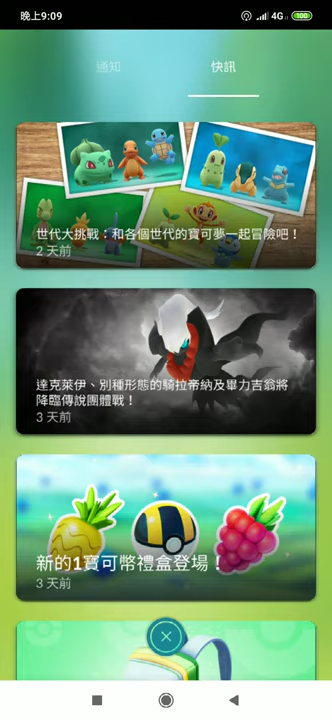 晚上9:09
4G
100
通知
快訊
世代大挑戰：和各個世代的寶可夢一起冒險吧！
2 天前
達克萊伊、別種形態的騎拉帝納及畢力吉翁將
降臨傳說團體戰！
3 天前
新的1寶可幣禮盒登場！
3 天前